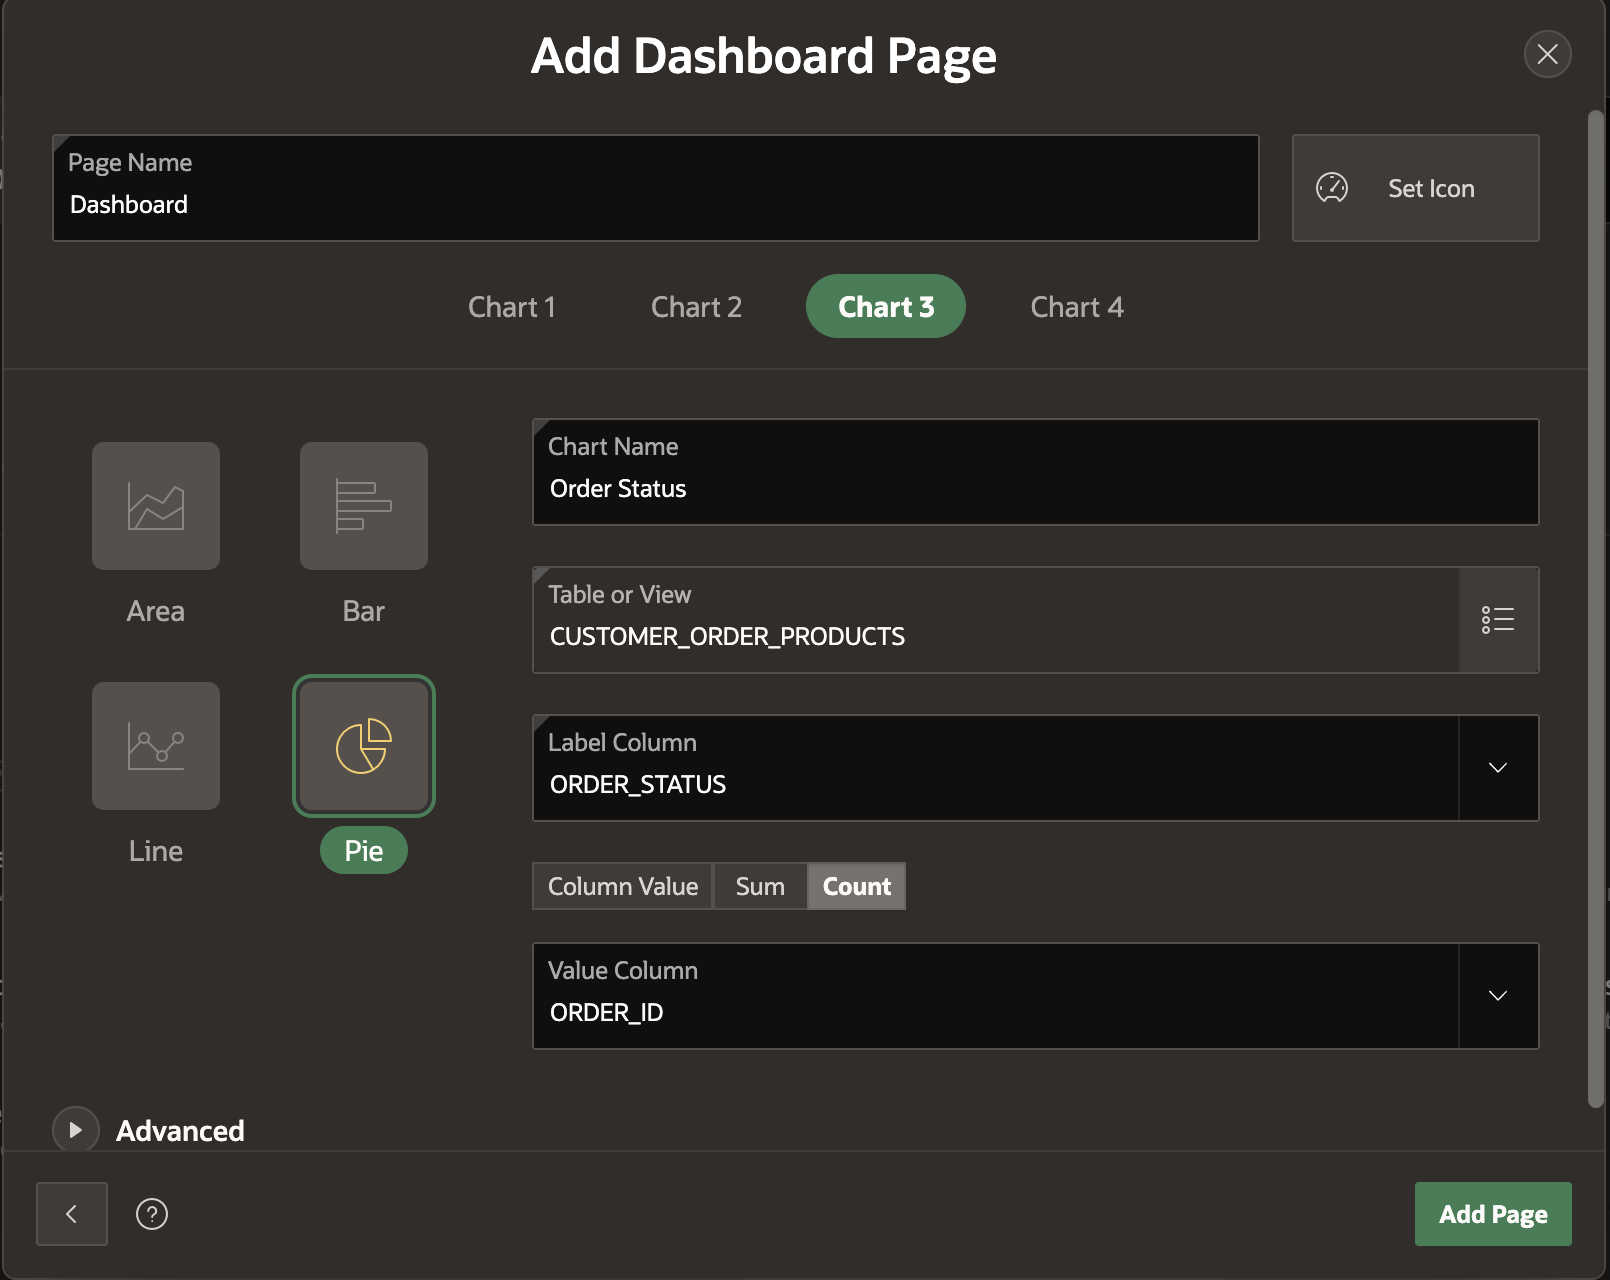 Add Dashboard Page
Page Name
Dashboard
Set Icon
Chart 1 Chart 2 Chart 3 Chart 4
Area
Bar
Line
Pie
Chart Name
Order Status
Table or View
CUSTOMER_ORDER_PRODUCTS
Label Column
ORDER_STATUS
Column Value Sum Count
Value Column
ORDER_ID
Advanced
?
Add Page